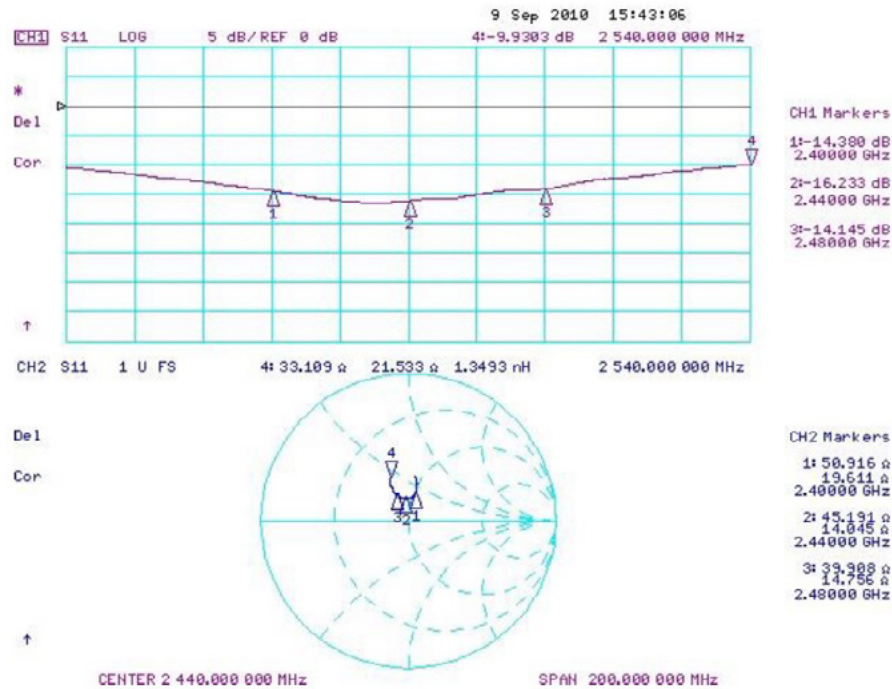 9 Sep 2010 15:43:06
CH1 S11 LOG 5 dB/REF 0 dB 4:-9.9303 dB 2 540.000 000 MHz
*
Del
Cor
CH1 Markers
1:-14.380 dB
2.40000 GHz
2:-16.233 dB
2.44000 GHz
3:-14.145 dB
2.48000 GHz
4
1
2
3
↑
CH2 S11 1 U FS 4: 33.109 Ω 21.533 Ω 1.3493 nH 2 540.000 000 MHz
Del
Cor
CH2 Markers
1: 50.916 Ω
19.611 Ω
2.40000 GHz
2: 45.191 Ω
14.045 Ω
2.44000 GHz
3: 39.908 Ω
14.756 Ω
2.48000 GHz
4
3 2 1
↑
CENTER 2 440.000 000 MHz SPAN 200.000 000 MHz